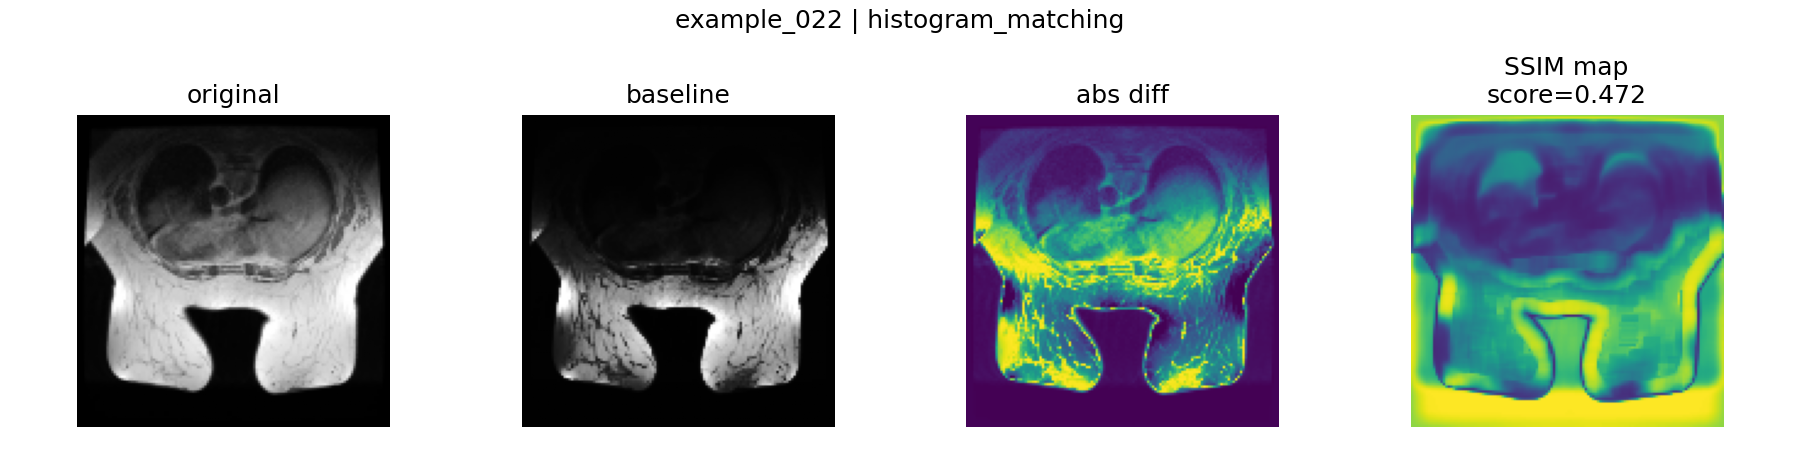 example_022 | histogram_matching
original
baseline
abs diff
SSIM map
score=0.472